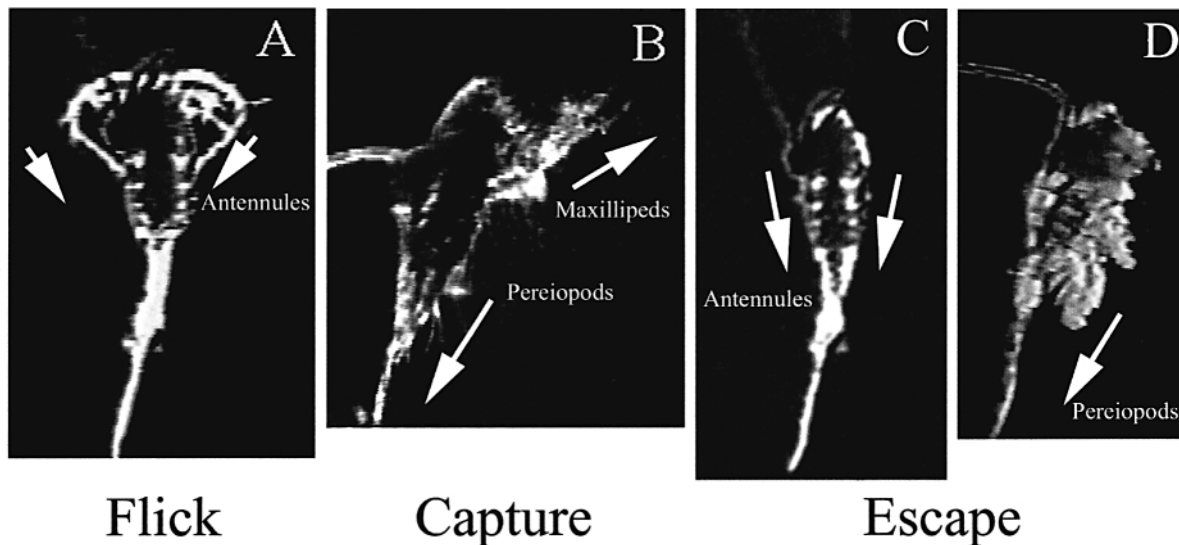 A
Antennules
B
Maxillipeds
Pereiopods
C
Antennules
D
Pereiopods
Flick
Capture
Escape